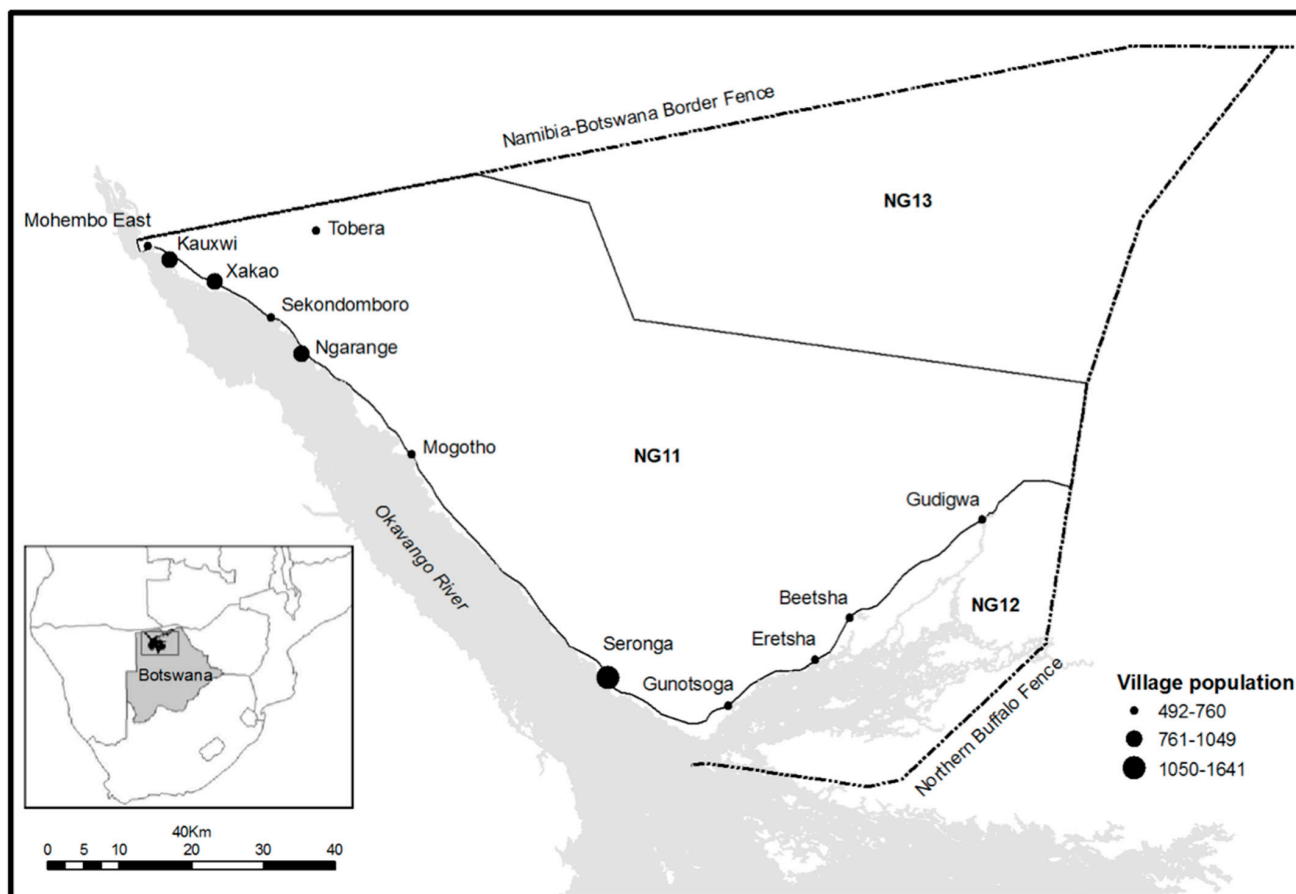 Namibia-Botswana Border Fence
NG13
Mohembo East
Tobera
Kauxwi
Xakao
Sekondomboro
Ngarange
Mogotho
NG11
Okavango River
Gudigwa
Beetsha
NG12
Eretsha
Seronga
Gunotsoga
Northern Buffalo Fence
Botswana
Village population
492-760
761-1049
1050-1641
40Km
0 5 10 20 30 40